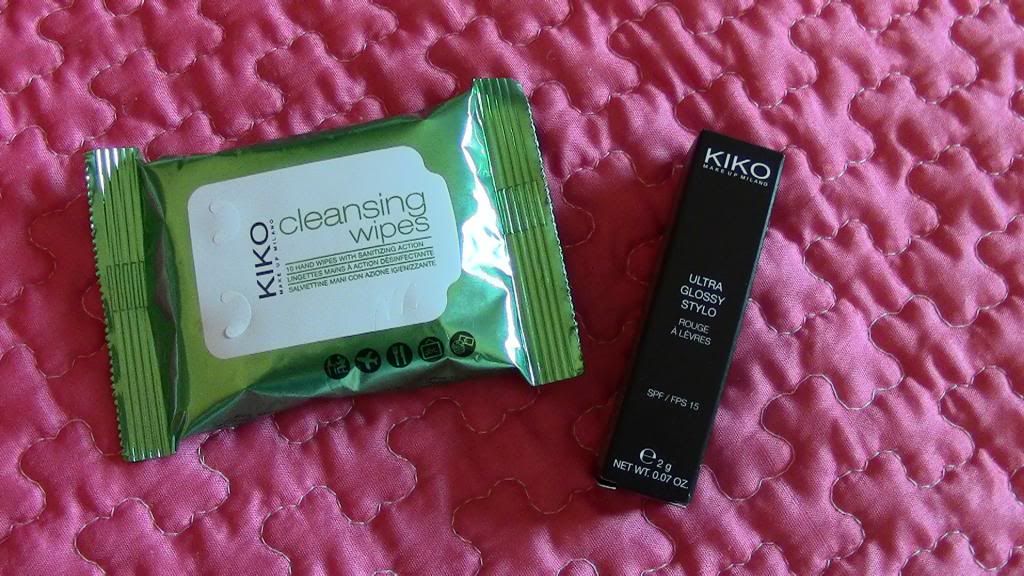 KIKO
MAKE UP MILANO
cleansing
wipes
10 HAND WIPES WITH SANITIZING ACTION
LINGETTES MAINS À ACTION DÉSINFECTANTE
SALVIETTINE MANI CON AZIONE IGIENIZZANTE
KIKO
MAKE UP MILANO
ULTRA
GLOSSY
STYLO
ROUGE
À LÈVRES
SPF / FPS 15
e 2 g
NET WT. 0.07 OZ.